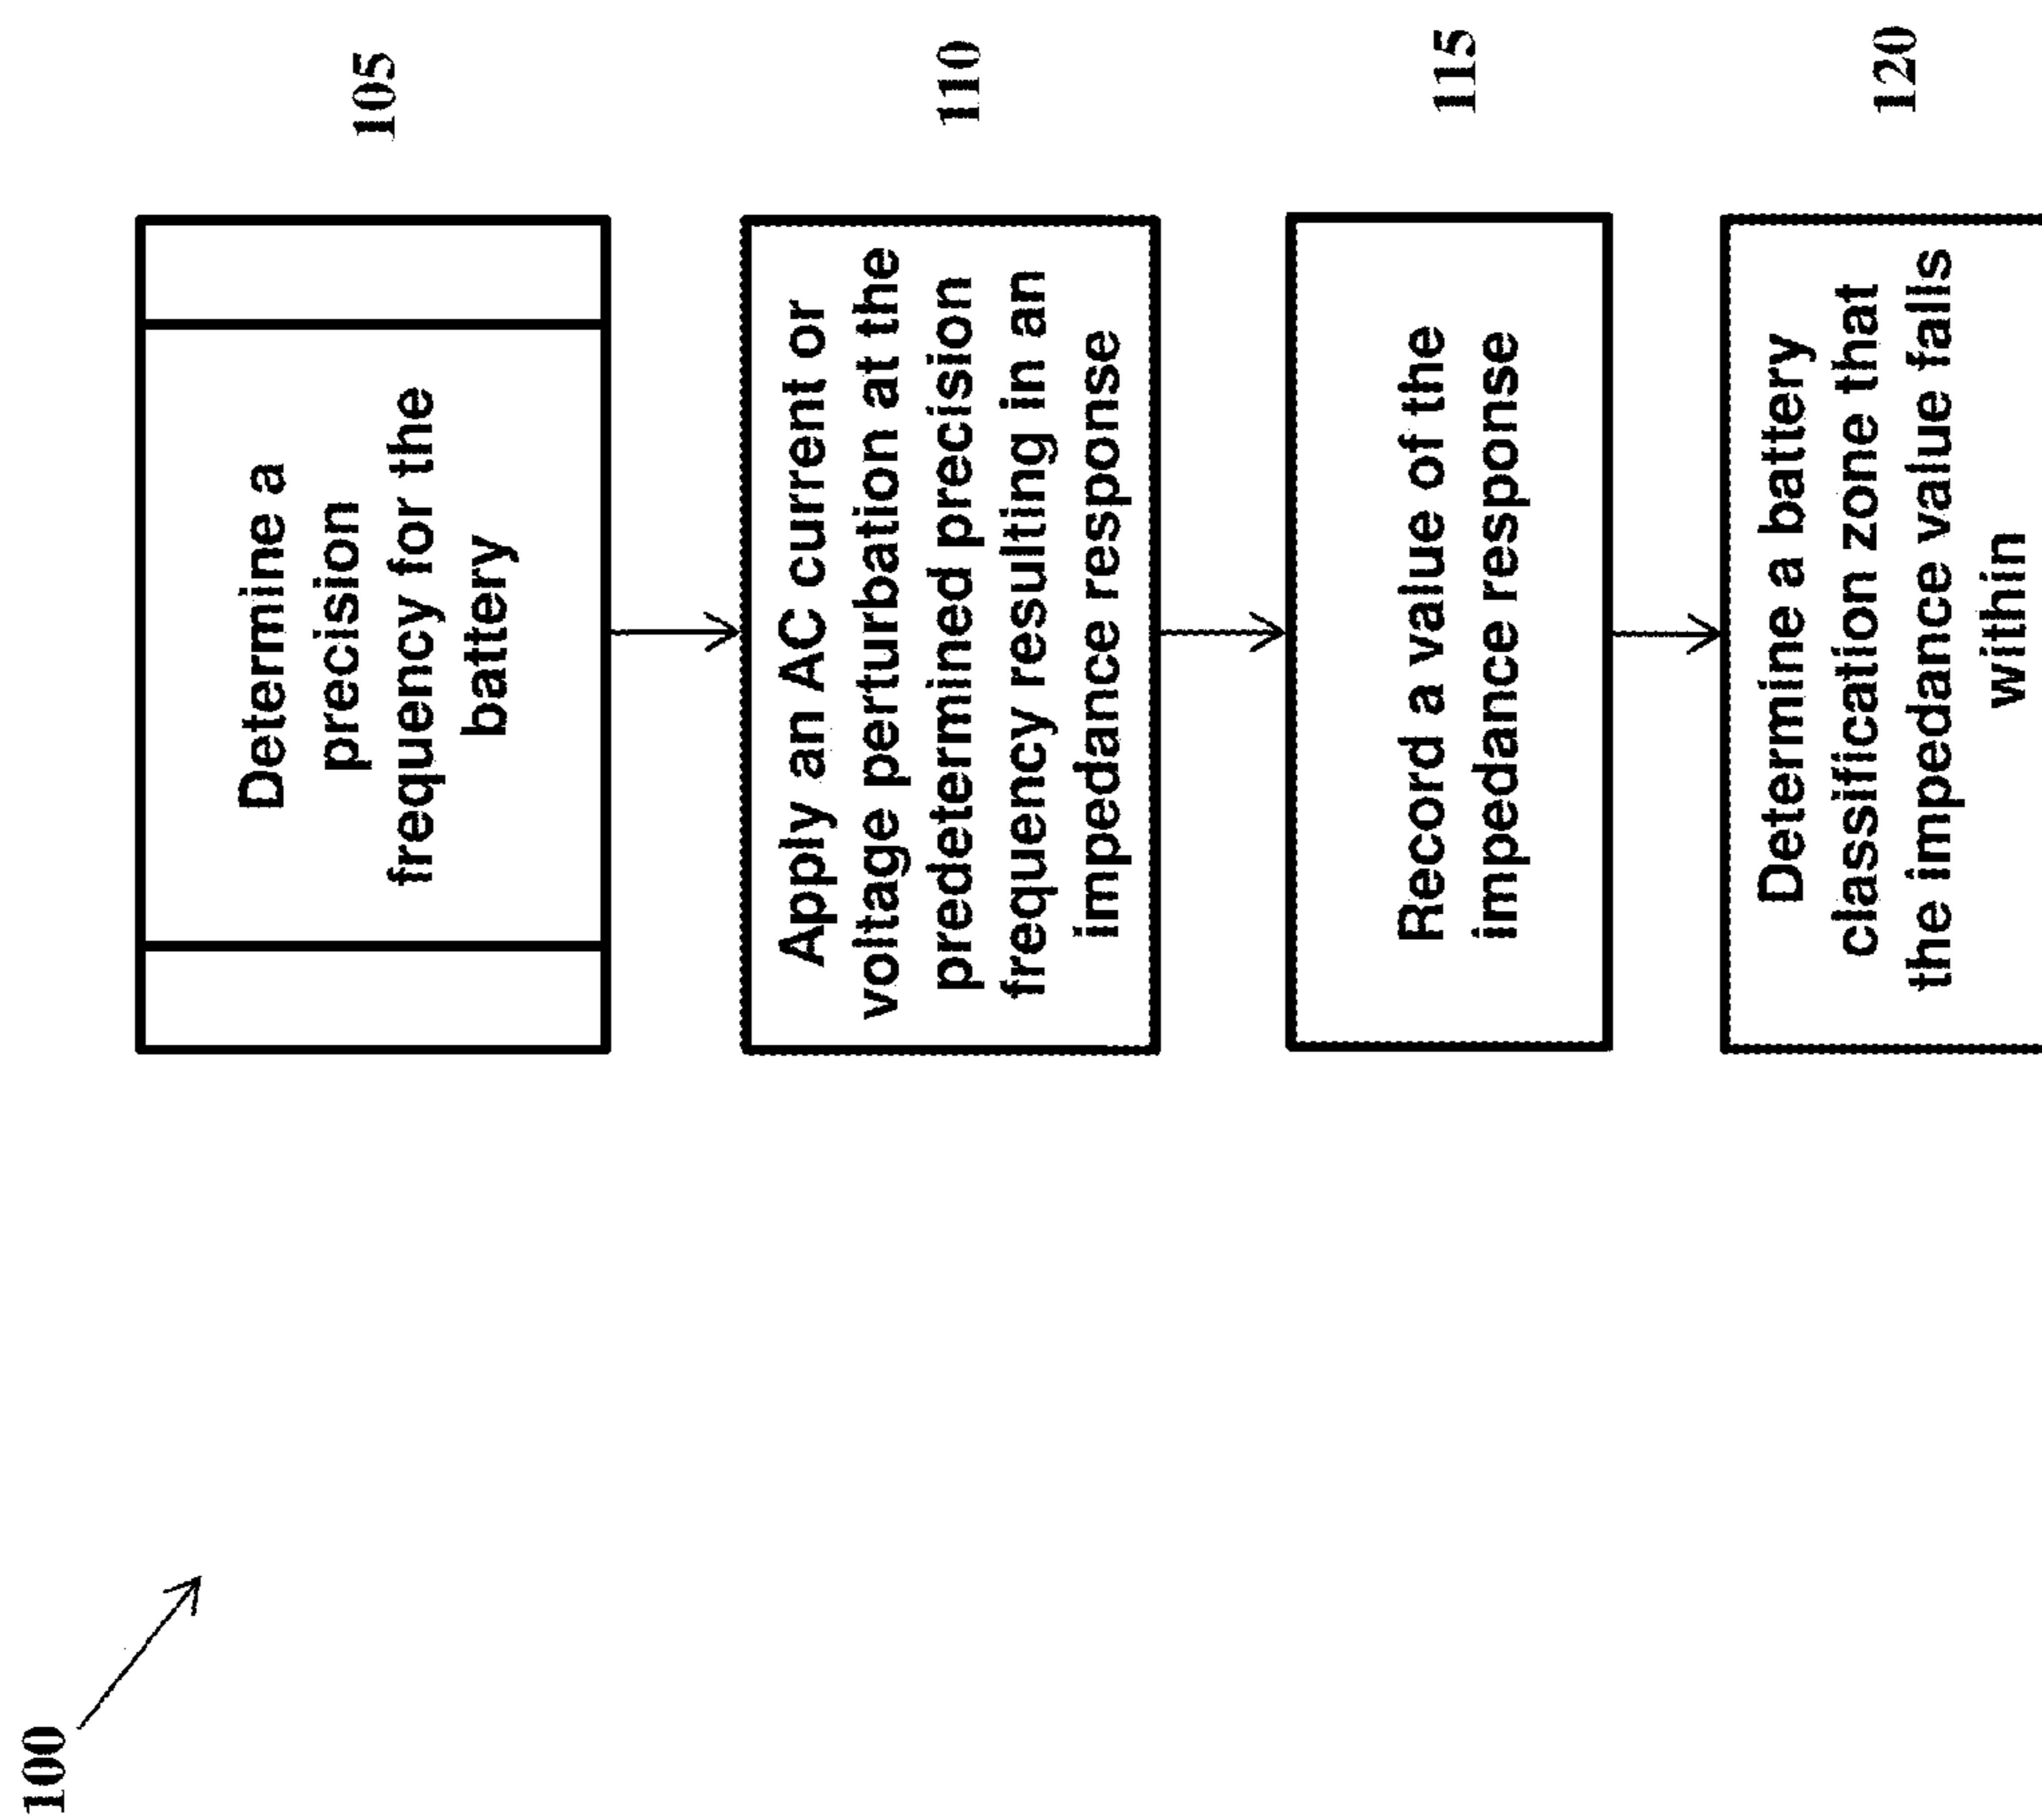 100
Determine a
precision
frequency for the
battery
105
Apply an AC current or
voltage perturbation at the
predetermined precision
frequency resulting in an
impedance response
110
Record a value of the
impedance response
115
Determine a battery
classification zone that
the impedance value falls
within
120